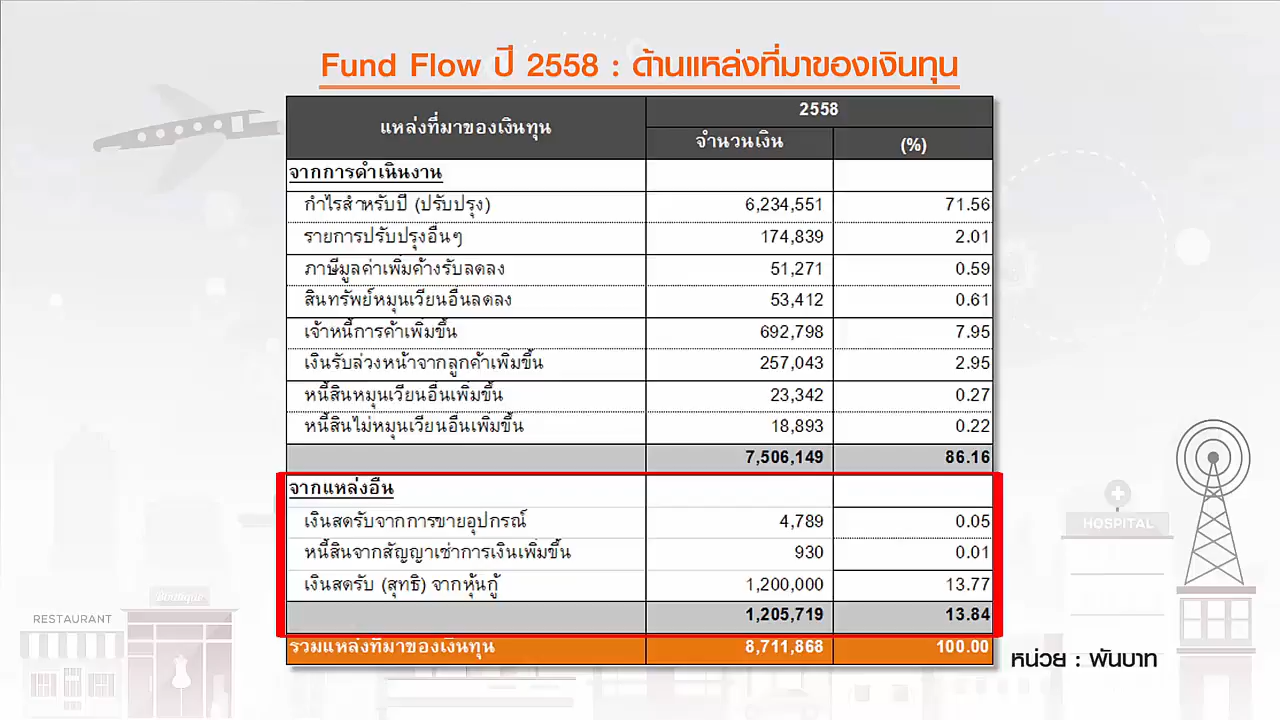 Fund Flow ปี 2558 : ด้านแหล่งที่มาของเงินทุน
แหล่งที่มาของเงินทุน 2558
จำนวนเงิน (%)
จากการดำเนินงาน
กำไรสำหรับปี (ปรับปรุง) 6,234,551 71.56
รายการปรับปรุงอื่นๆ 174,839 2.01
ภาษีมูลค่าเพิ่มค้างรับลดลง 51,271 0.59
สินทรัพย์หมุนเวียนอื่นลดลง 53,412 0.61
เจ้าหนี้การค้าเพิ่มขึ้น 692,798 7.95
เงินรับล่วงหน้าจากลูกค้าเพิ่มขึ้น 257,043 2.95
หนี้สินหมุนเวียนอื่นเพิ่มขึ้น 23,342 0.27
หนี้สินไม่หมุนเวียนอื่นเพิ่มขึ้น 18,893 0.22
7,506,149 86.16
จากแหล่งอื่น
เงินสดรับจากการขายอุปกรณ์ 4,789 0.05
หนี้สินจากสัญญาเช่าการเงินเพิ่มขึ้น 930 0.01
เงินสดรับ (สุทธิ) จากหุ้นกู้ 1,200,000 13.77
1,205,719 13.84
รวมแหล่งที่มาของเงินทุน 8,711,868 100.00
หน่วย : พันบาท
HOSPITAL
Boutique
RESTAURANT